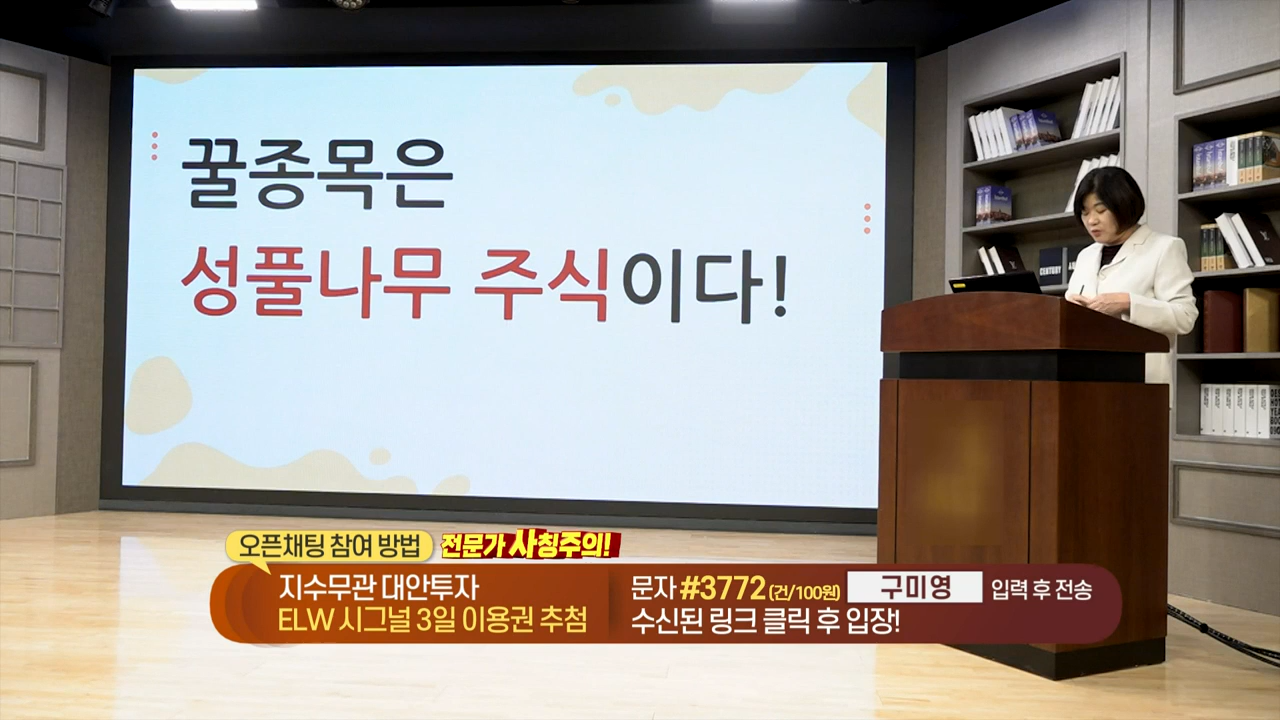 꿀종목은
성풀나무 주식이다!
CENTURY
오픈채팅 참여 방법
전문가 사칭주의!
지수무관 대안투자
ELW 시그널 3일 이용권 추첨
문자 #3772 (건/100원) 구미영 입력 후 전송
수신된 링크 클릭 후 입장!